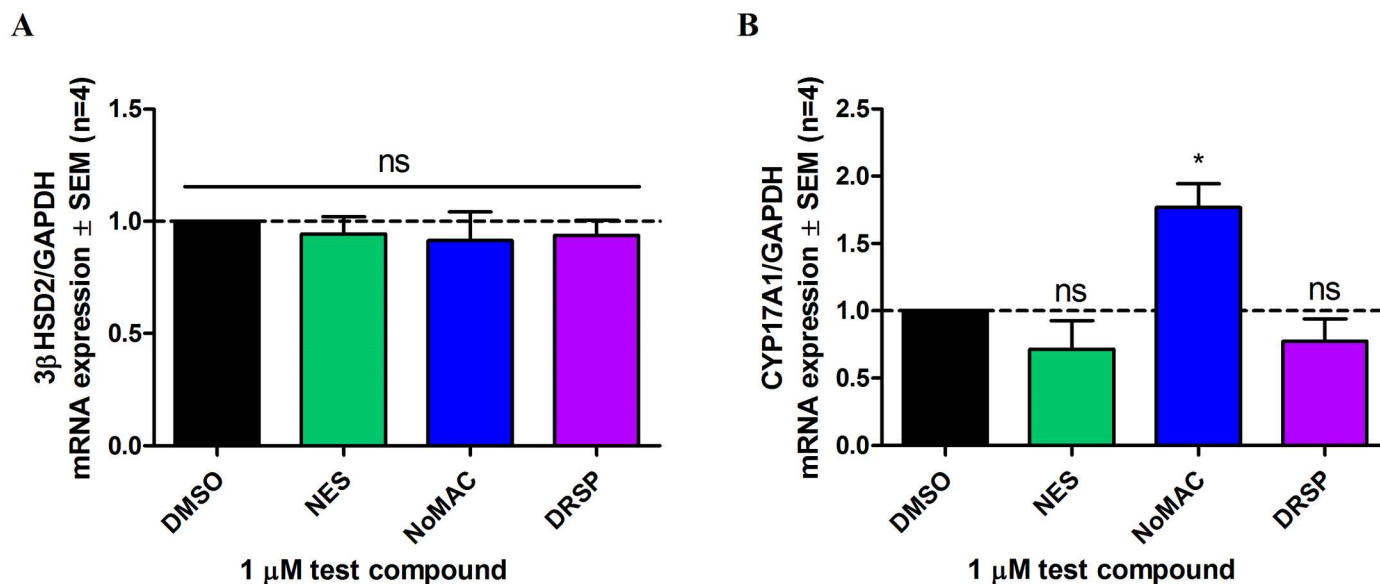 A
3βHSD2/GAPDH
mRNA expression ± SEM (n=4)
1.5
1.0
0.5
0.0
ns
DMSO
NES
NoMAC
DRSP
1 μM test compound
B
CYP17A1/GAPDH
mRNA expression ± SEM (n=4)
2.5
2.0
1.5
1.0
0.5
0.0
ns
*
ns
DMSO
NES
NoMAC
DRSP
1 μM test compound